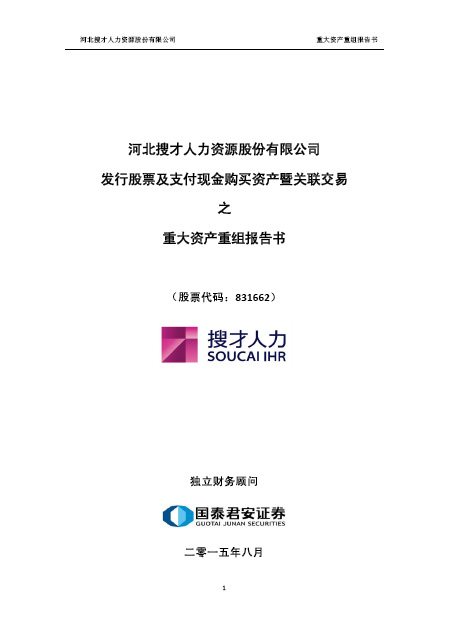 河北搜才人力资源股份有限公司 重大资产重组报告书
河北搜才人力资源股份有限公司
发行股票及支付现金购买资产暨关联交易
之
重大资产重组报告书
（股票代码：831662）
搜才人力
SOUCAI IHR
独立财务顾问
国泰君安证券
GUOTAI JUNAN SECURITIES
二零一五年八月
1